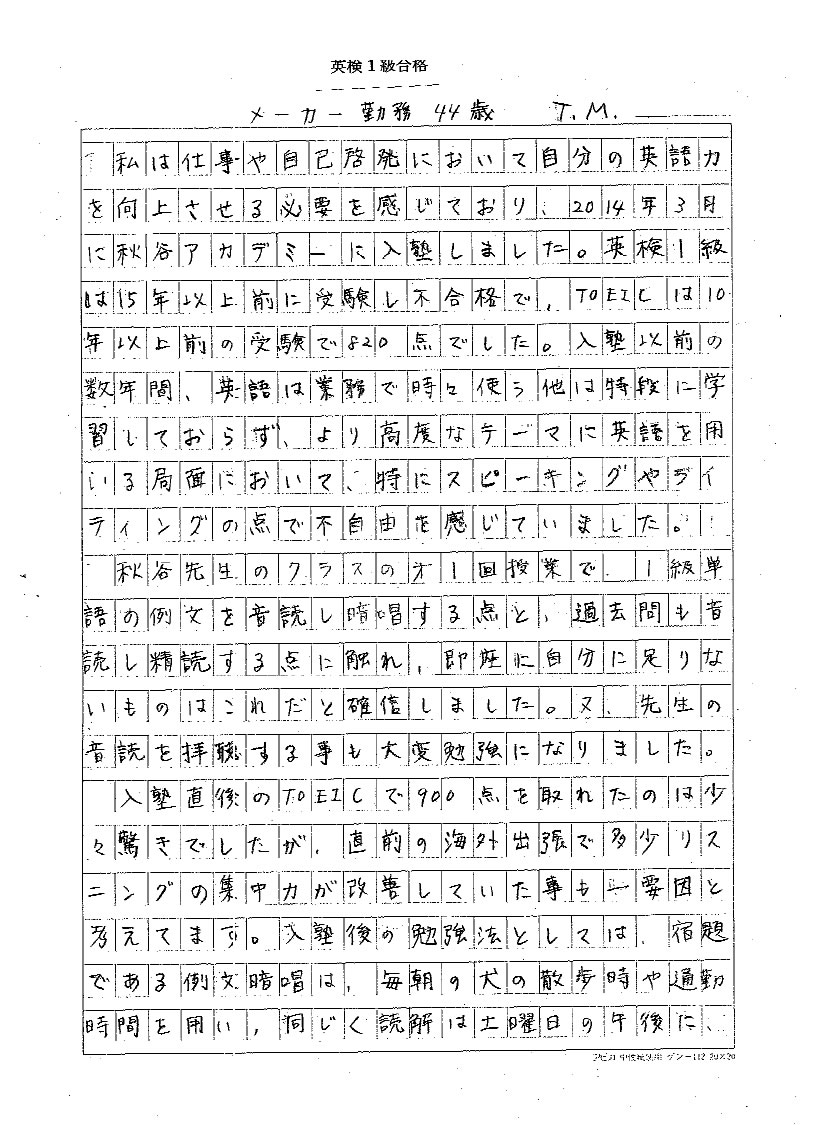 英検1級合格
メーカー勤務 44歳 T.M.
私は仕事や自己啓発において自分の英語力
を向上させる必要を感じており、2014年3月
に秋谷アカデミーに入塾しました。英検1級
は15年以上前に受験し不合格で、TOEICは10
年以上前の受験で820点でした。入塾以前の
数年間、英語は業務で時々使う他は特段に学
習しておらず、より高度なテーマに英語を用
いる局面において、特にスピーキングやライ
ティングの点で不自由を感じていました。
秋谷先生のクラスのオ1回授業で、1級単
語の例文を音読し暗唱する点と、過去問も音
読し精読する点に触れ、即座に自分に足りな
いものはこれだと確信しました。又、先生の
音読を拝聴する事も大変勉強になりました。
入塾直後のTOEICで900点を取れたのは少
々驚きでしたが、直前の海外出張で多少リス
ニングの集中力が改善していた事も一要因と
考えてます。入塾後の勉強法としては、宿題
である例文暗唱は、毎朝の犬の散歩時や通勤
時間を用い、同じく読解は土曜日の午後に、
20×20